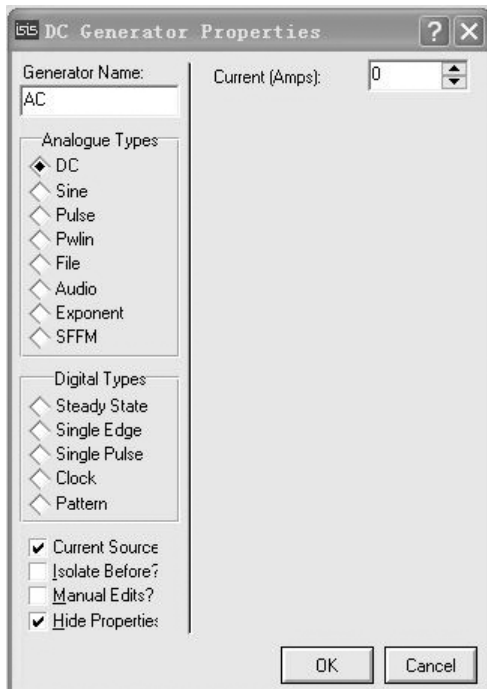 isis DC Generator Properties ? ×
Generator Name:
AC
Analogue Types
DC
Sine
Pulse
Pwlin
File
Audio
Exponent
SFFM
Digital Types
Steady State
Single Edge
Single Pulse
Clock
Pattern
Current Source
Isolate Before?
Manual Edits?
Hide Properties
Current (Amps):
0
OK
Cancel